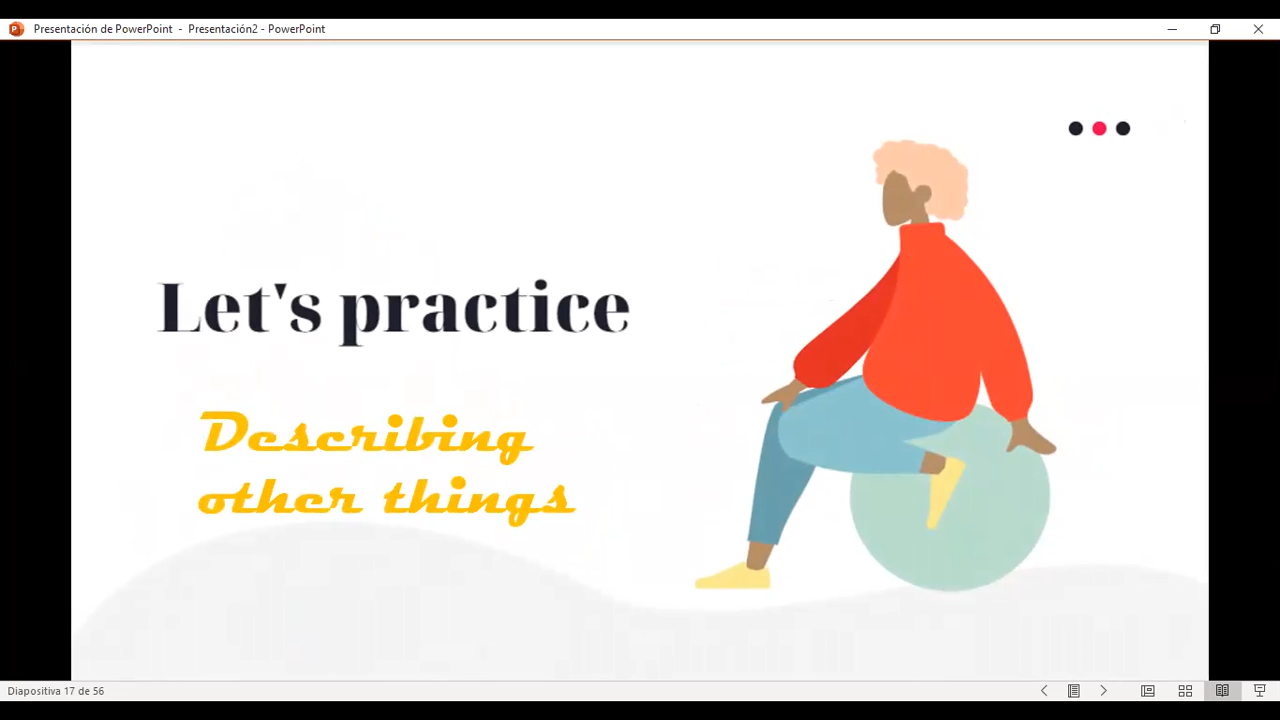 Presentación de PowerPoint - Presentación2 - PowerPoint
Let's practice
Describing
other things
Diapositiva 17 de 56